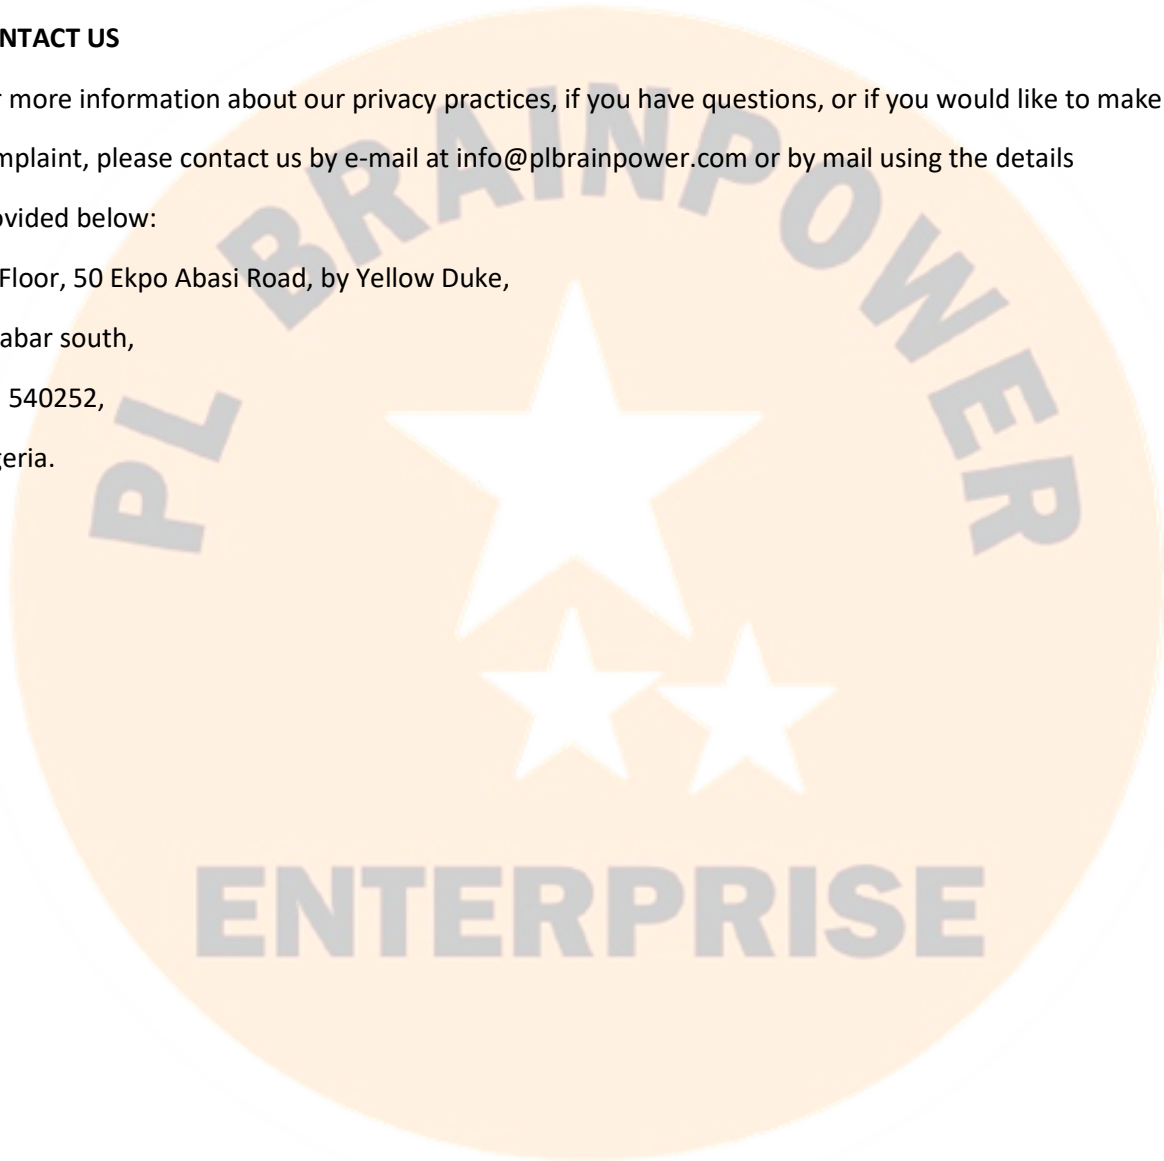 NTACT US
r more information about our privacy practices, if you have questions, or if you would like to make
mplaint, please contact us by e-mail at info@plbrainpower.com or by mail using the details
ovided below:
Floor, 50 Ekpo Abasi Road, by Yellow Duke,
abar south,
540252,
geria.
PL BRAINPOWER
ENTERPRISE